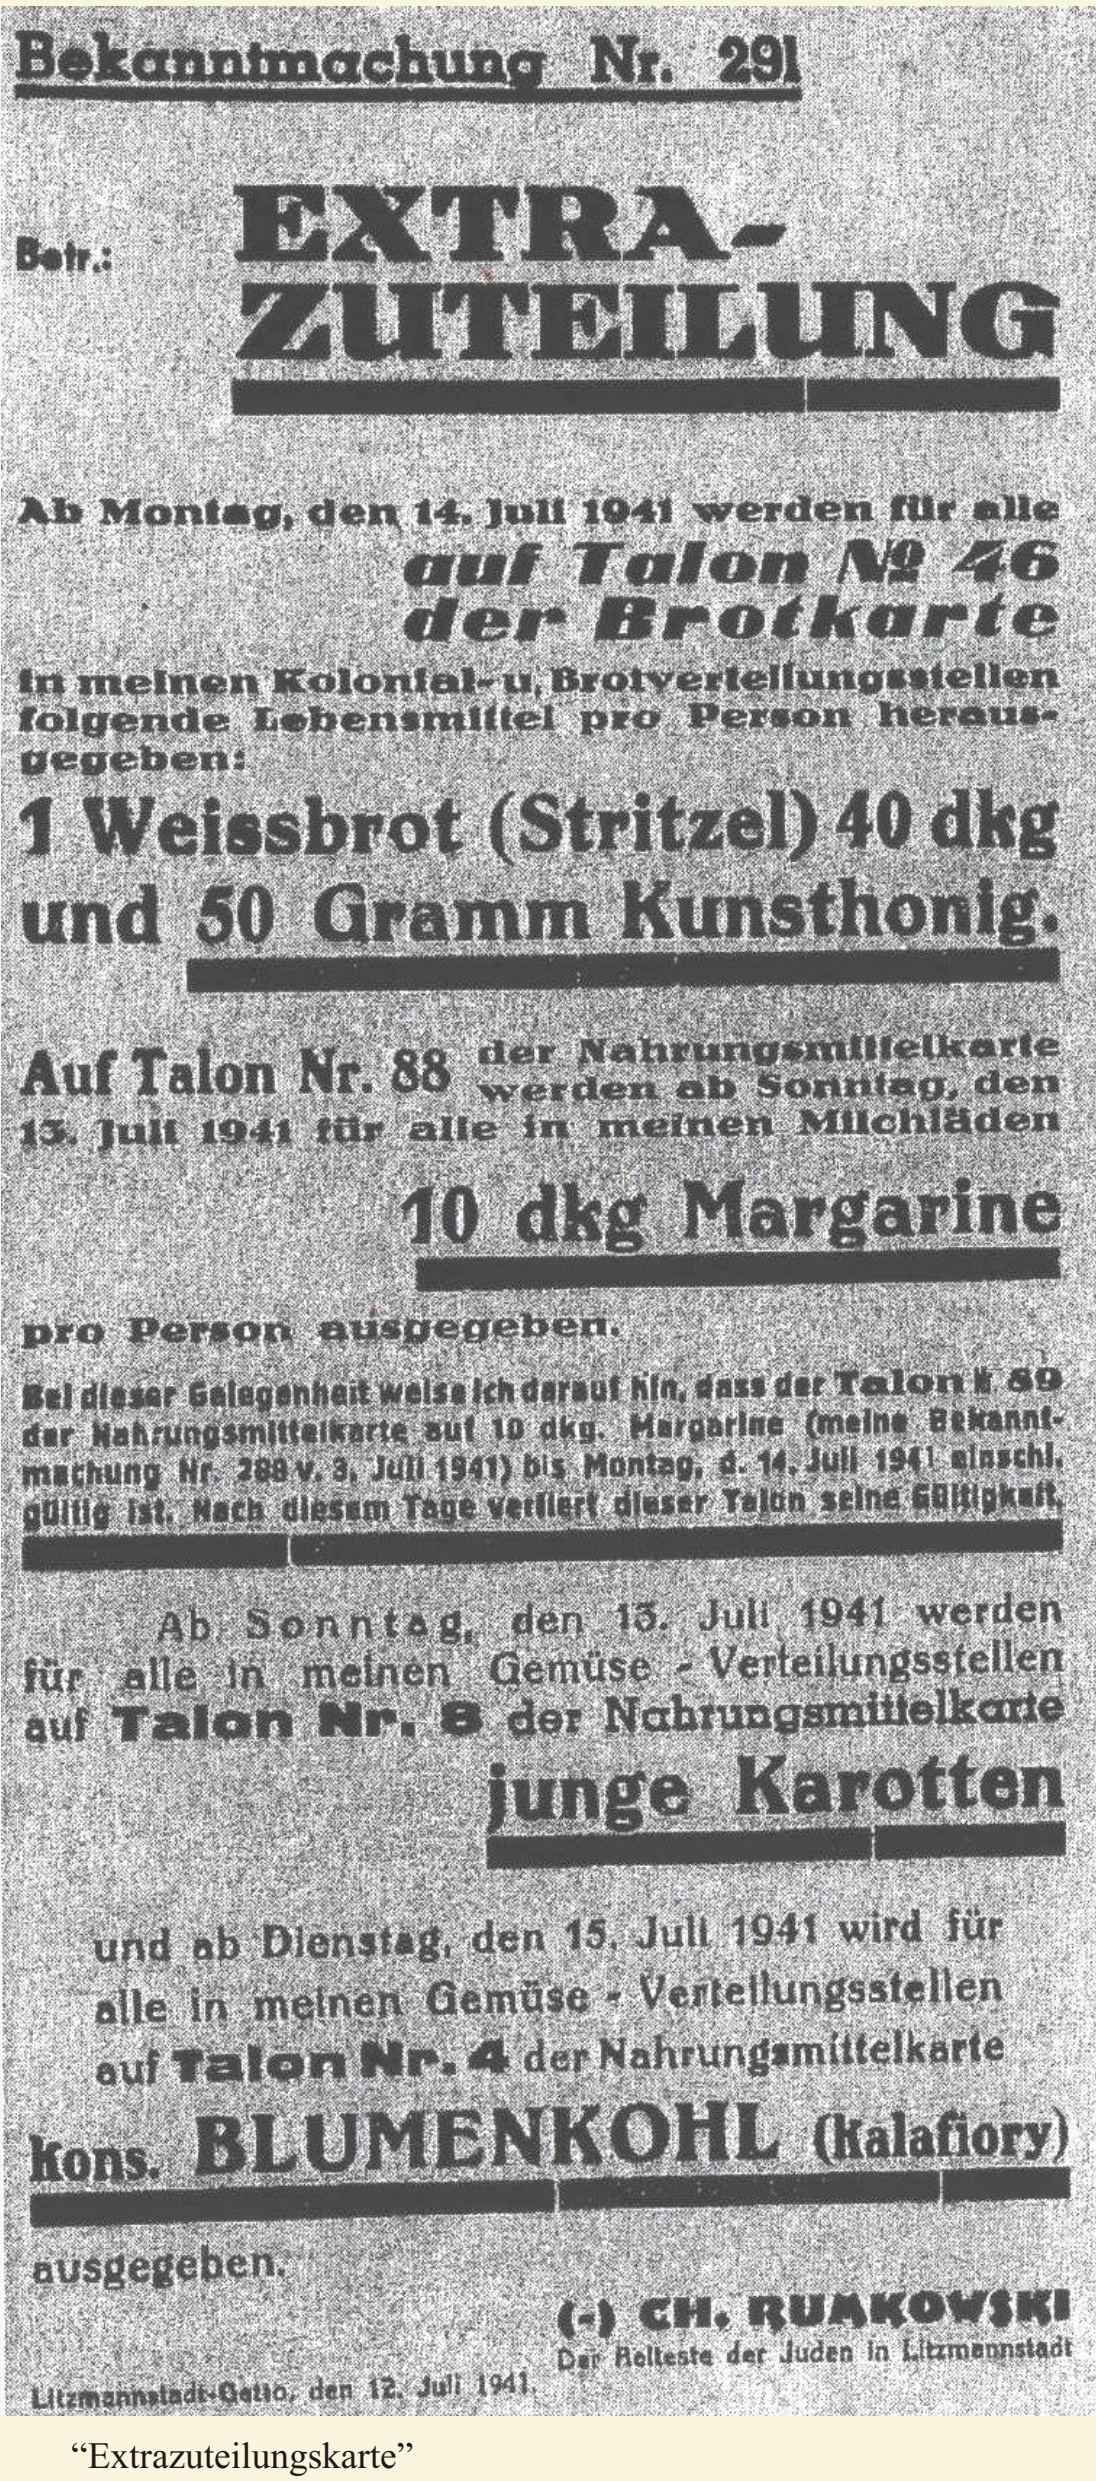 Bekanntmachung Nr. 291
Betr.: EXTRA-
ZUTEILUNG
Ab Montag, den 14. Juli 1941 werden für alle
auf Talon № 46
der Brotkarte
in meinen Kolonial- u. Brotverteilungsstellen
folgende Lebensmittel pro Person heraus-
gegeben:
1 Weissbrot (Stritzel) 40 dkg
und 50 Gramm Kunsthonig.
Auf Talon Nr. 88 der Nahrungsmittelkarte
werden ab Sonntag, den
13. Juli 1941 für alle in meinen Milchläden
10 dkg Margarine
pro Person ausgegeben.
Bei dieser Gelegenheit weise ich darauf hin, dass der Talon № 89
der Nahrungsmittelkarte auf 10 dkg. Margarine (meine Bekannt-
machung Nr. 288 v. 3. Juli 1941) bis Montag, d. 14. Juli 1941 einschl.
gültig ist. Nach diesem Tage verliert dieser Talon seine Gültigkeit.
Ab Sonntag, den 13. Juli 1941 werden
für alle in meinen Gemüse - Verteilungsstellen
auf Talon Nr. 8 der Nahrungsmittelkarte
junge Karotten
und ab Dienstag, den 15. Juli 1941 wird für
alle in meinen Gemüse - Verteilungsstellen
auf Talon Nr. 4 der Nahrungsmittelkarte
kons. BLUMENKOHL (kalafiory)
ausgegeben.
(-) CH. RUMKOWSKI
Der Aelteste der Juden in Litzmannstadt
Litzmannstadt-Getto, den 12. Juli 1941.
“Extrazuteilungskarte”